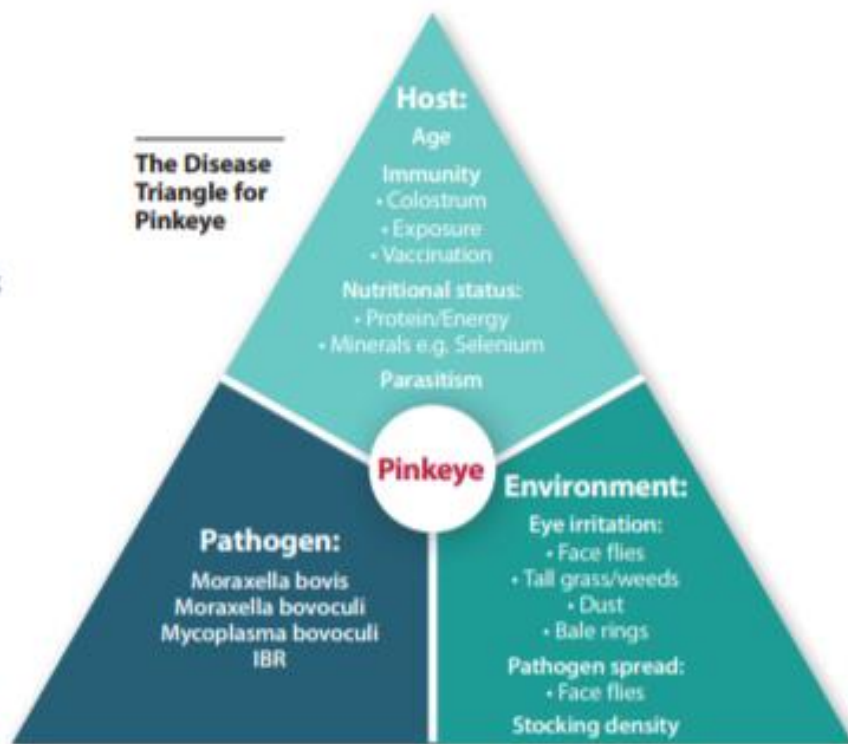 The Disease
Triangle for
Pinkeye
Host:
Age
Immunity
• Colostrum
• Exposure
• Vaccination
Nutritional status:
• Protein/Energy
• Minerals e.g. Selenium
Parasitism
Pinkeye
Pathogen:
Moraxella bovis
Moraxella bovoculi
Mycoplasma bovoculi
IBR
Environment:
Eye irritation:
• Face flies
• Tall grass/weeds
• Dust
• Bale rings
Pathogen spread:
• Face flies
Stocking density